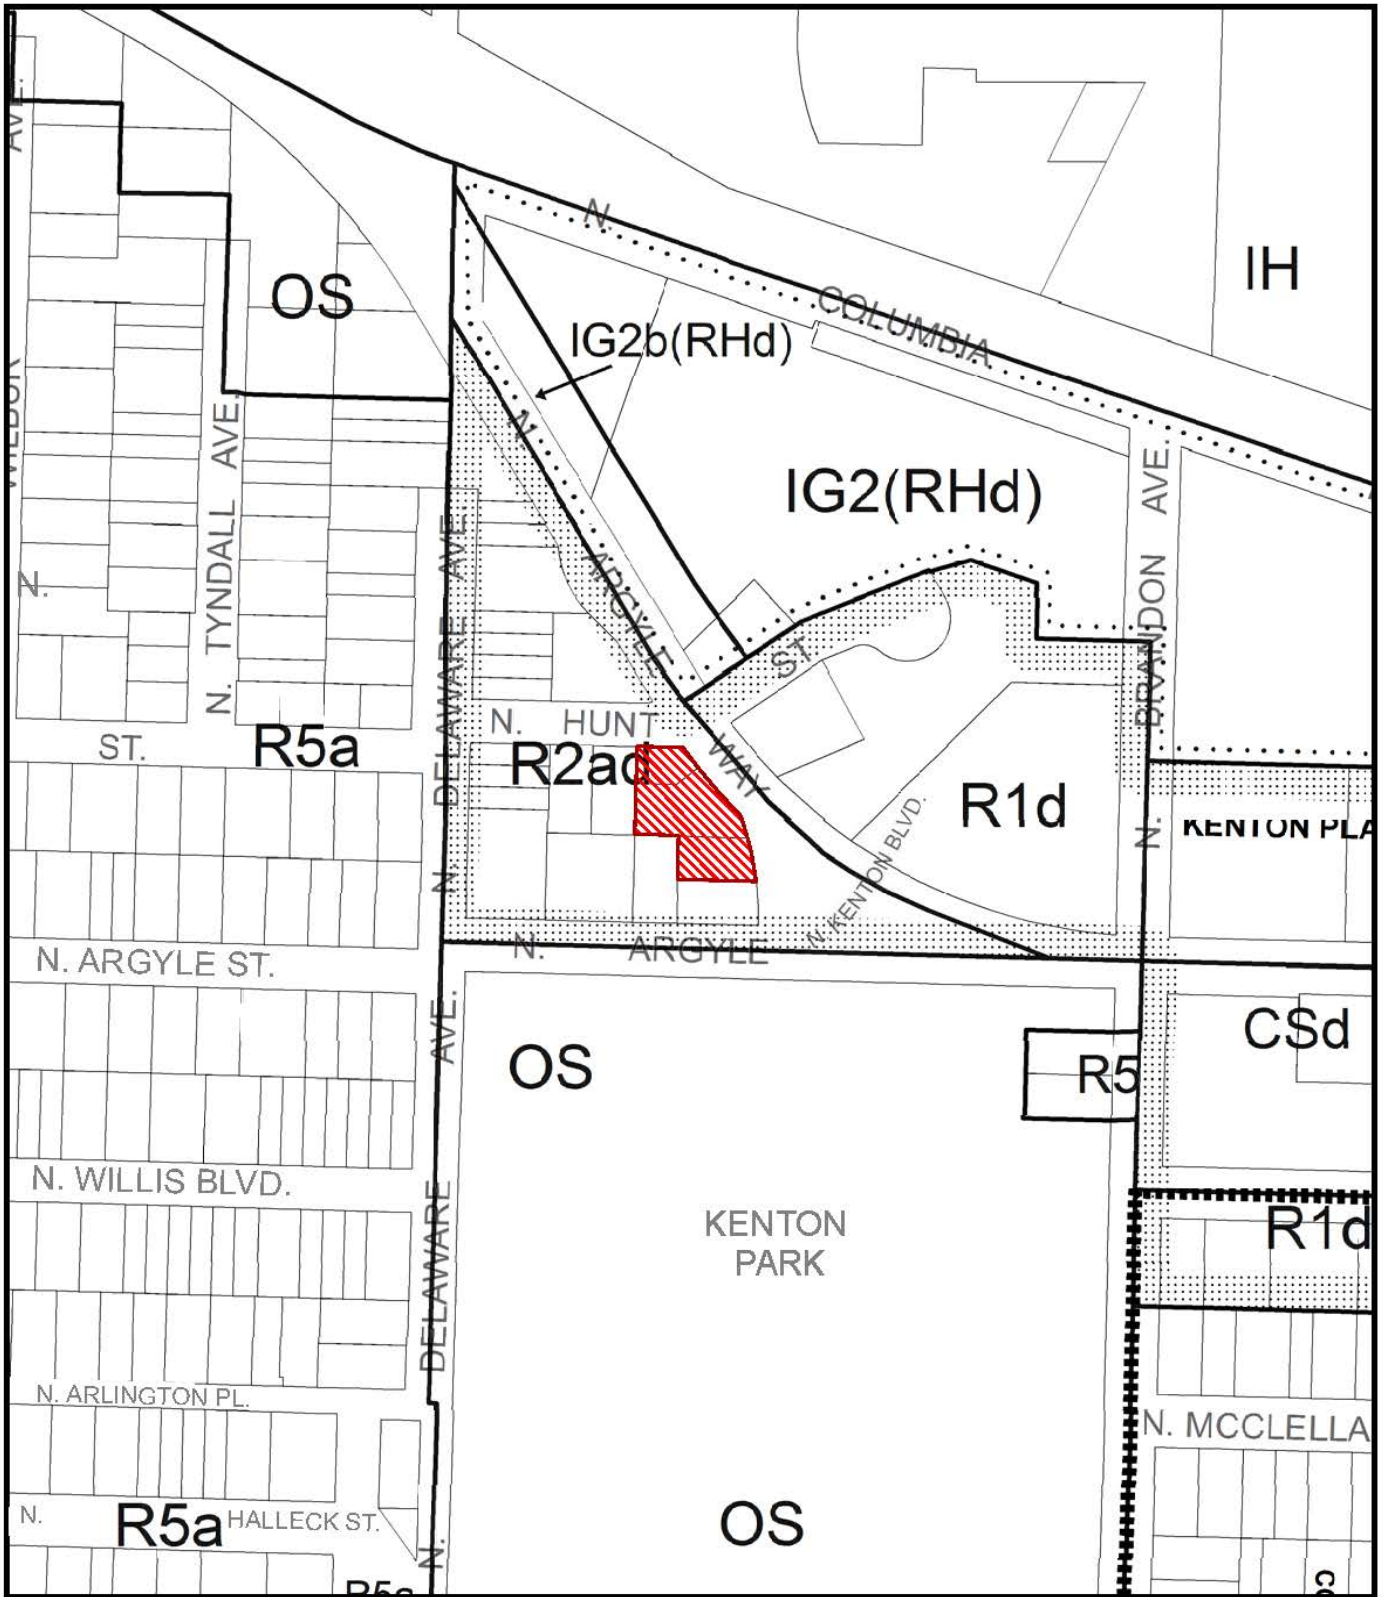 AVE.
N.
OS
IH
COLUMBIA
IG2b(RHd)
N.
IG2(RHd)
N. TYNDALL AVE.
N. BRANDON AVE.
N.
ARGYLE
ST
WAY
N. DELAWARE AVE.
N. HUNT
ST.
R5a
R2ad
R1d
KENTON PLA
N. KENTON BLVD.
N. ARGYLE
N. ARGYLE ST.
AVE.
CSd
OS
R5
N. WILLIS BLVD.
DELAWARE
KENTON
PARK
R1d
N. ARLINGTON PL.
N. MCCLELLA
N.
R5a
HALLECK ST.
OS
N.